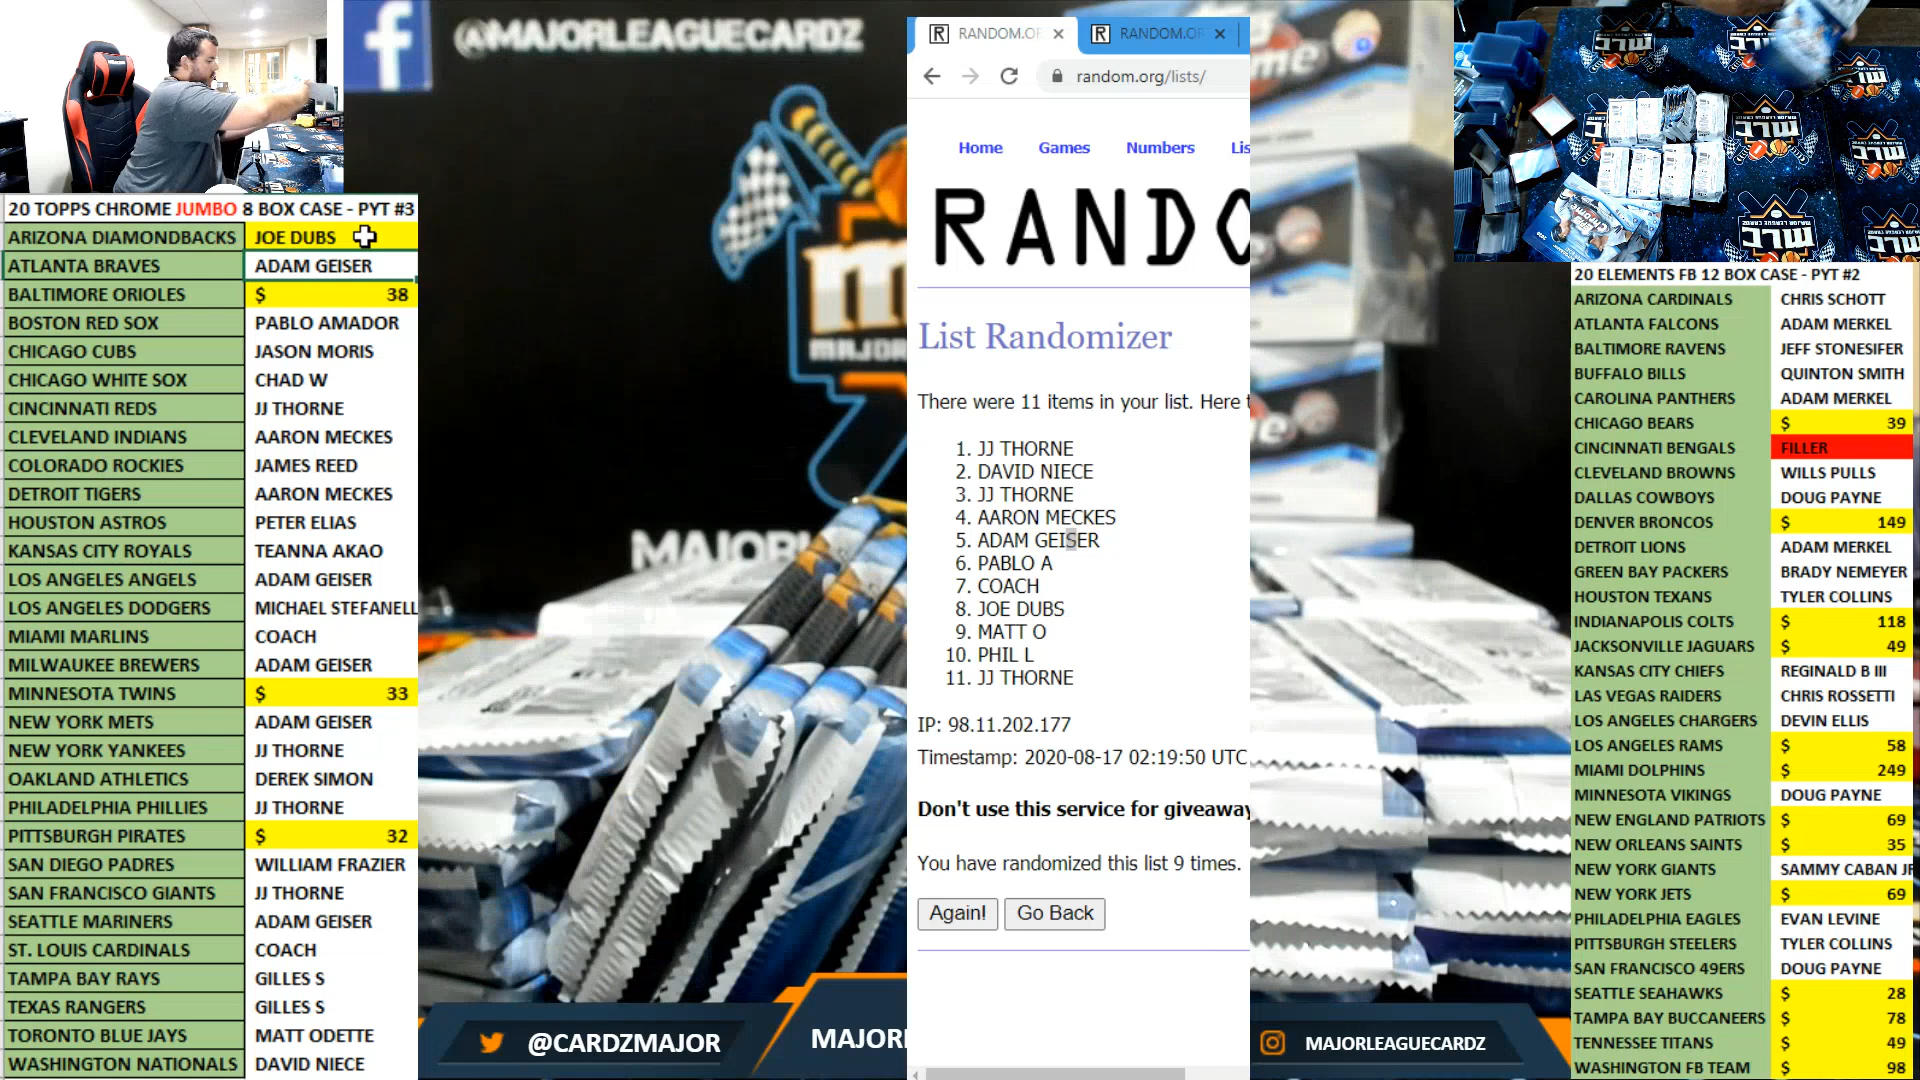 @MAJORLEAGUECARDZ
20 TOPPS CHROME JUMBO 8 BOX CASE - PYT #3
ARIZONA DIAMONDBACKS JOE DUBS
ATLANTA BRAVES ADAM GEISER
BALTIMORE ORIOLES $ 38
BOSTON RED SOX PABLO AMADOR
CHICAGO CUBS JASON MORIS
CHICAGO WHITE SOX CHAD W
CINCINNATI REDS JJ THORNE
CLEVELAND INDIANS AARON MECKES
COLORADO ROCKIES JAMES REED
DETROIT TIGERS AARON MECKES
HOUSTON ASTROS PETER ELIAS
KANSAS CITY ROYALS TEANNA AKAO
LOS ANGELES ANGELS ADAM GEISER
LOS ANGELES DODGERS MICHAEL STEFANELL
MIAMI MARLINS COACH
MILWAUKEE BREWERS ADAM GEISER
MINNESOTA TWINS $ 33
NEW YORK METS ADAM GEISER
NEW YORK YANKEES JJ THORNE
OAKLAND ATHLETICS DEREK SIMON
PHILADELPHIA PHILLIES JJ THORNE
PITTSBURGH PIRATES $ 32
SAN DIEGO PADRES WILLIAM FRAZIER
SAN FRANCISCO GIANTS JJ THORNE
SEATTLE MARINERS ADAM GEISER
ST. LOUIS CARDINALS COACH
TAMPA BAY RAYS GILLES S
TEXAS RANGERS GILLES S
TORONTO BLUE JAYS MATT ODETTE
WASHINGTON NATIONALS DAVID NIECE
@CARDZMAJOR
MAJOR
RANDOM.O
RANDOM.O
random.org/lists/
Home Games Numbers Lis
RANDO
List Randomizer
There were 11 items in your list. Here t
1. JJ THORNE
2. DAVID NIECE
3. JJ THORNE
4. AARON MECKES
5. ADAM GEISER
6. PABLO A
7. COACH
8. JOE DUBS
9. MATT O
10. PHIL L
11. JJ THORNE
IP: 98.11.202.177
Timestamp: 2020-08-17 02:19:50 UTC
Don't use this service for giveaway
You have randomized this list 9 times.
Again! Go Back
MAJORLEAGUECARDZ
20 ELEMENTS FB 12 BOX CASE - PYT #2
ARIZONA CARDINALS CHRIS SCHOTT
ATLANTA FALCONS ADAM MERKEL
BALTIMORE RAVENS JEFF STONESIFER
BUFFALO BILLS QUINTON SMITH
CAROLINA PANTHERS ADAM MERKEL
CHICAGO BEARS $ 39
CINCINNATI BENGALS FILLER
CLEVELAND BROWNS WILLS PULLS
DALLAS COWBOYS DOUG PAYNE
DENVER BRONCOS $ 149
DETROIT LIONS ADAM MERKEL
GREEN BAY PACKERS BRADY NEMEYER
HOUSTON TEXANS TYLER COLLINS
INDIANAPOLIS COLTS $ 118
JACKSONVILLE JAGUARS $ 49
KANSAS CITY CHIEFS REGINALD B III
LAS VEGAS RAIDERS CHRIS ROSSETTI
LOS ANGELES CHARGERS DEVIN ELLIS
LOS ANGELES RAMS $ 58
MIAMI DOLPHINS $ 249
MINNESOTA VIKINGS DOUG PAYNE
NEW ENGLAND PATRIOTS $ 69
NEW ORLEANS SAINTS $ 35
NEW YORK GIANTS SAMMY CABAN JR
NEW YORK JETS $ 69
PHILADELPHIA EAGLES EVAN LEVINE
PITTSBURGH STEELERS TYLER COLLINS
SAN FRANCISCO 49ERS DOUG PAYNE
SEATTLE SEAHAWKS $ 28
TAMPA BAY BUCCANEERS $ 78
TENNESSEE TITANS $ 49
WASHINGTON FB TEAM $ 98